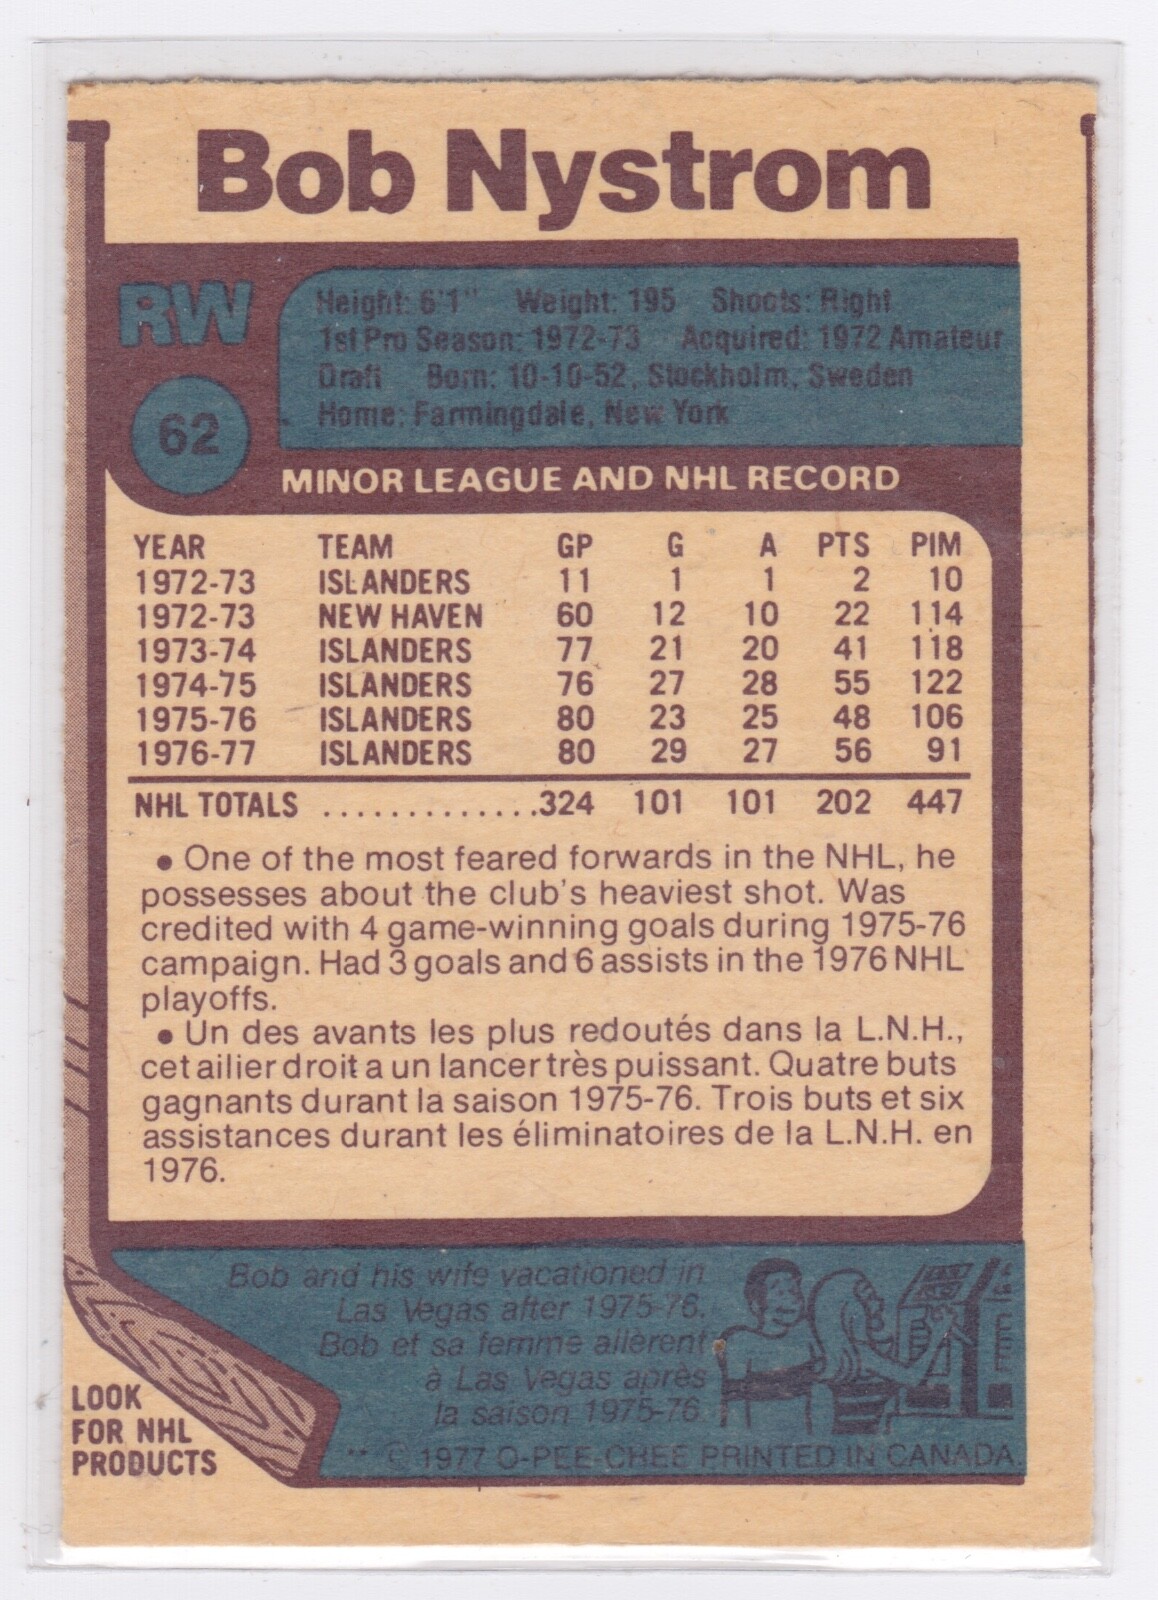 Bob Nystrom
RW
62
Height: 6'1" Weight: 195 Shoots: Right
1st Pro Season: 1972-73 Acquired: 1972 Amateur
Draft Born: 10-10-52, Stockholm, Sweden
Home: Farmingdale, New York
MINOR LEAGUE AND NHL RECORD
YEAR TEAM GP G A PTS PIM
1972-73 ISLANDERS 11 1 1 2 10
1972-73 NEW HAVEN 60 12 10 22 114
1973-74 ISLANDERS 77 21 20 41 118
1974-75 ISLANDERS 76 27 28 55 122
1975-76 ISLANDERS 80 23 25 48 106
1976-77 ISLANDERS 80 29 27 56 91
NHL TOTALS .............324 101 101 202 447
• One of the most feared forwards in the NHL, he
possesses about the club's heaviest shot. Was
credited with 4 game-winning goals during 1975-76
campaign. Had 3 goals and 6 assists in the 1976 NHL
playoffs.
• Un des avants les plus redoutés dans la L.N.H.,
cet ailier droit a un lancer très puissant. Quatre buts
gagnants durant la saison 1975-76. Trois buts et six
assistances durant les éliminatoires de la L.N.H. en
1976.
Bob and his wife vacationed in
Las Vegas after 1975-76.
Bob et sa femme allèrent
à Las Vegas après
la saison 1975-76.
LOOK
FOR NHL
PRODUCTS
** © 1977 O-PEE-CHEE PRINTED IN CANADA.